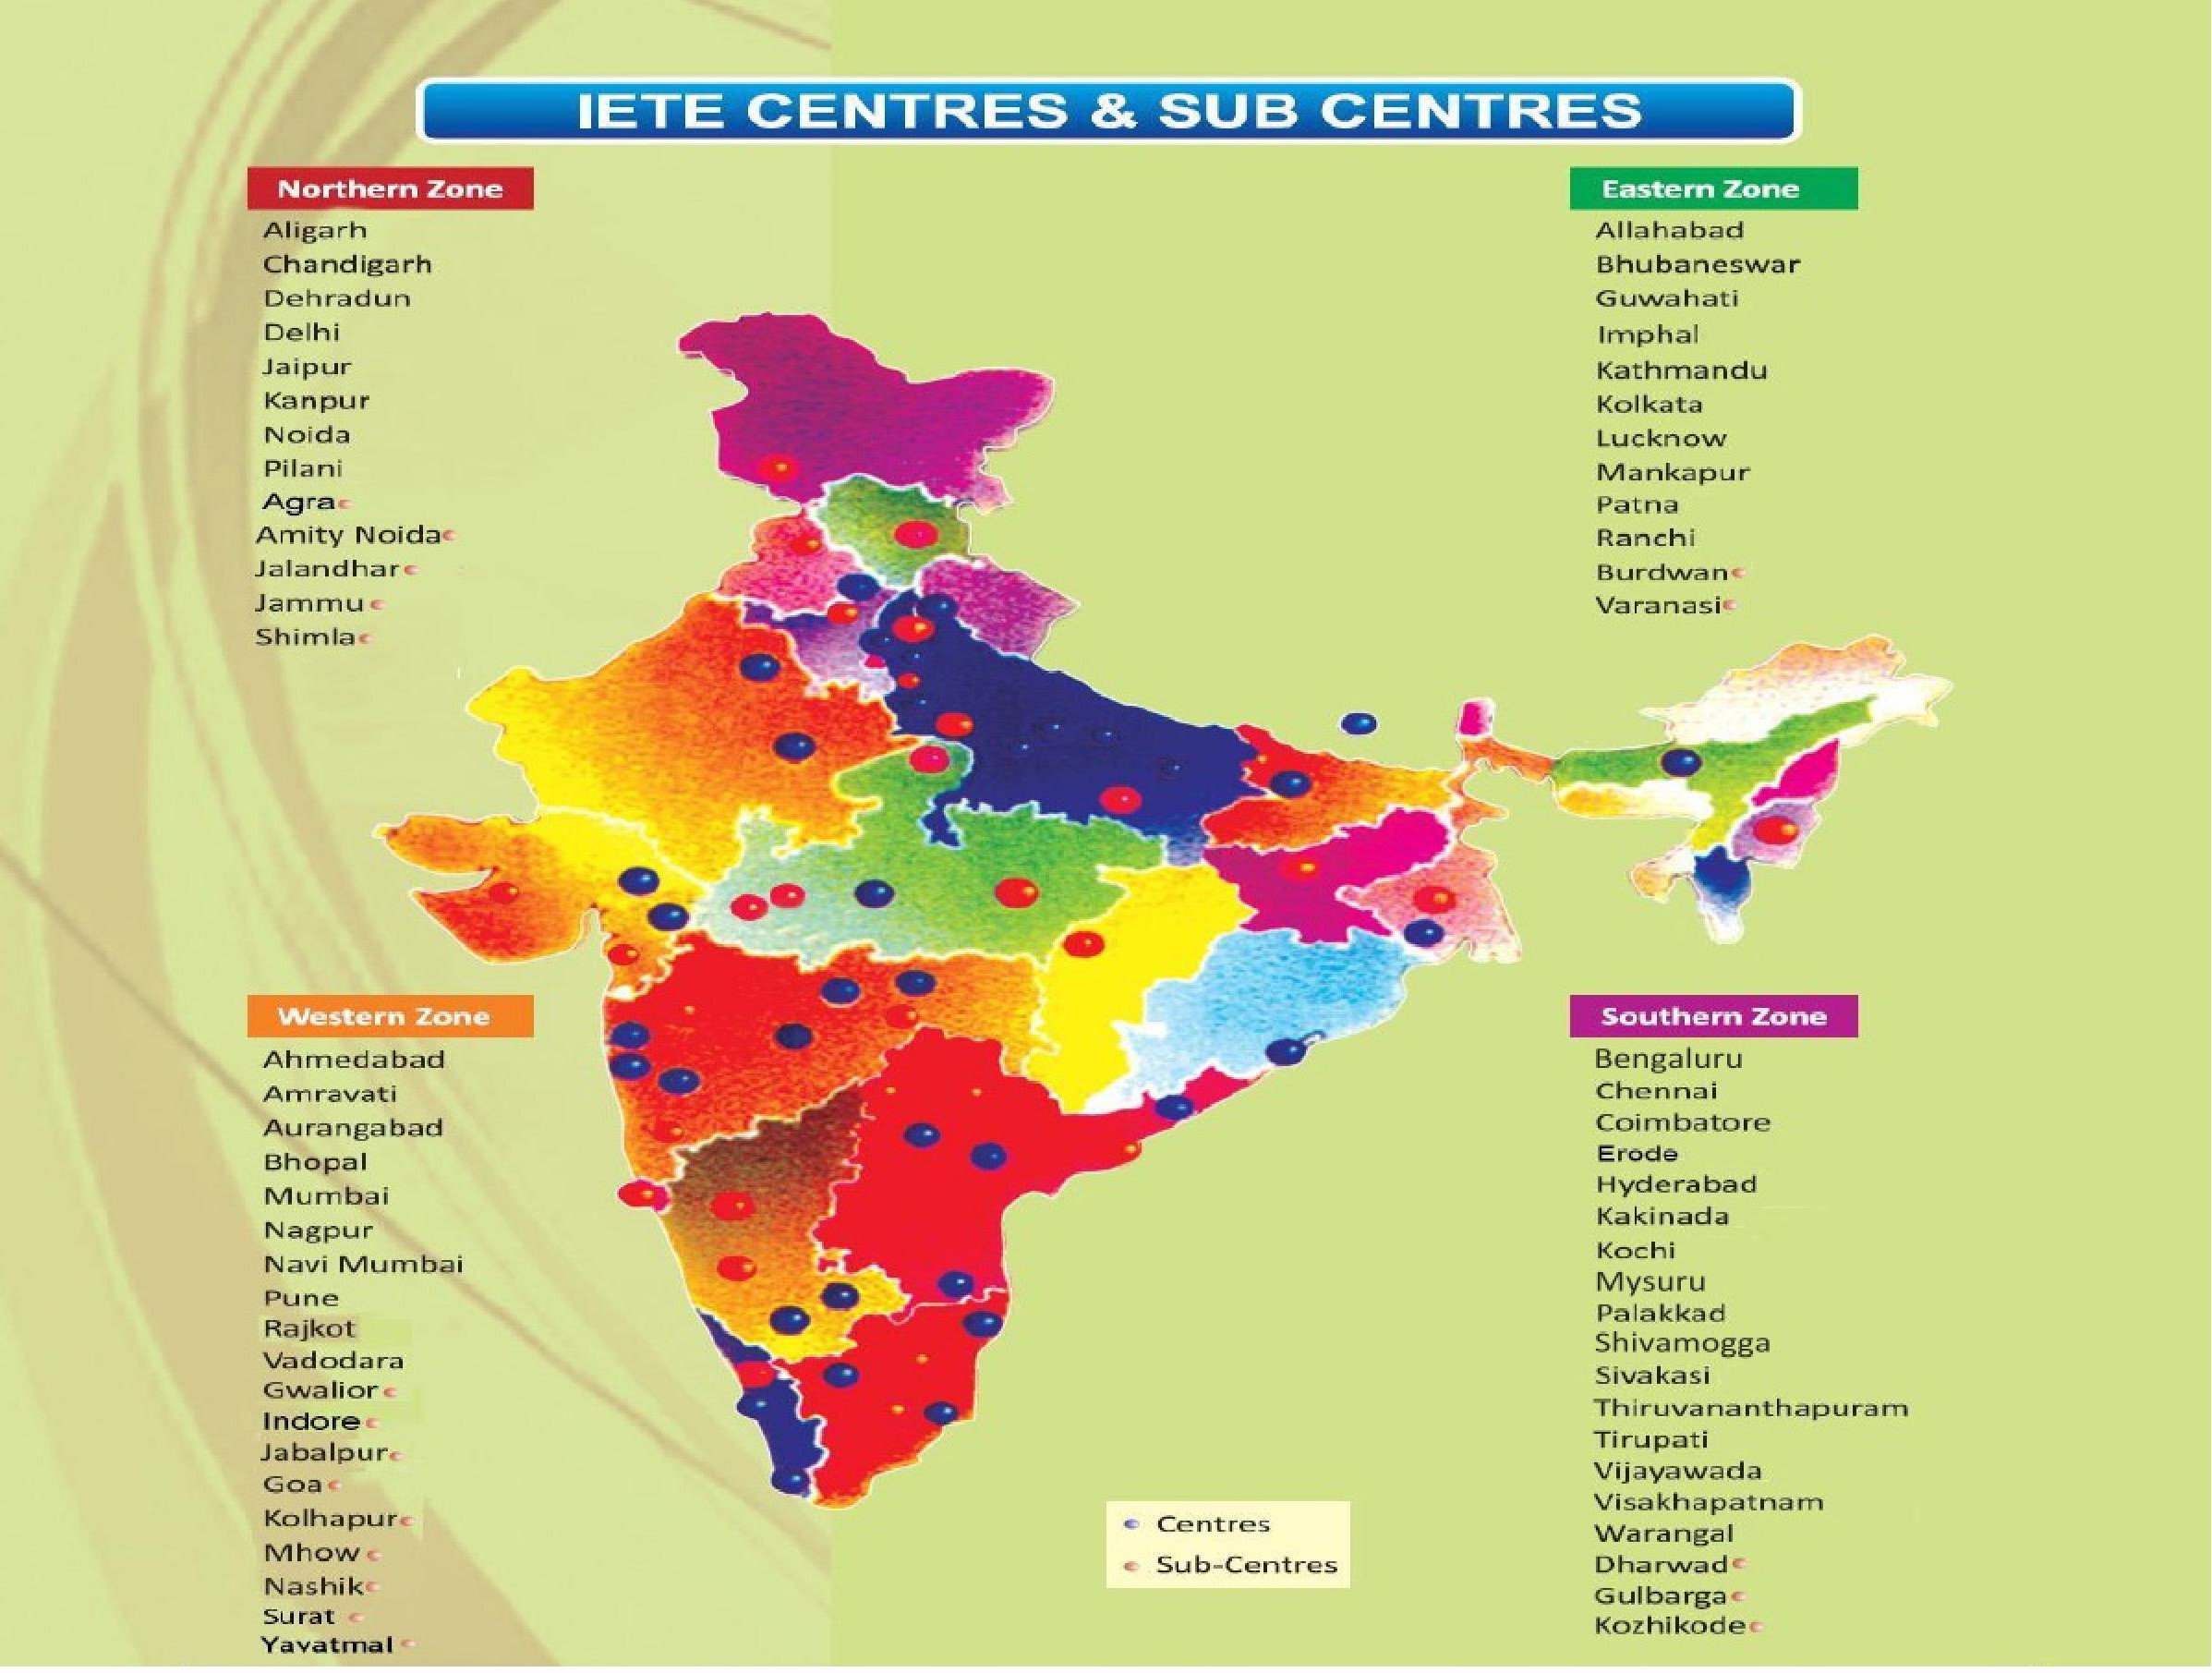 IETE CENTRES & SUB CENTRES
Northern Zone
Aligarh
Chandigarh
Dehradun
Delhi
Jaipur
Kanpur
Noida
Pilani
Agra
Amity Noida
Jalandhar
Jammu
Shimla
Eastern Zone
Allahabad
Bhubaneswar
Guwahati
Imphal
Kathmandu
Kolkata
Lucknow
Mankapur
Patna
Ranchi
Burdwan
Varanasi
Western Zone
Ahmedabad
Amravati
Aurangabad
Bhopal
Mumbai
Nagpur
Navi Mumbai
Pune
Rajkot
Vadodara
Gwalior
Indore
Jabalpur
Goa
Kolhapur
Mhow
Nashik
Surat
Yavatmal
Southern Zone
Bengaluru
Chennai
Coimbatore
Erode
Hyderabad
Kakinada
Kochi
Mysuru
Palakkad
Shivamogga
Sivakasi
Thiruvananthapuram
Tirupati
Vijayawada
Visakhapatnam
Warangal
Dharwad
Gulbarga
Kozhikode
Centres
Sub-Centres